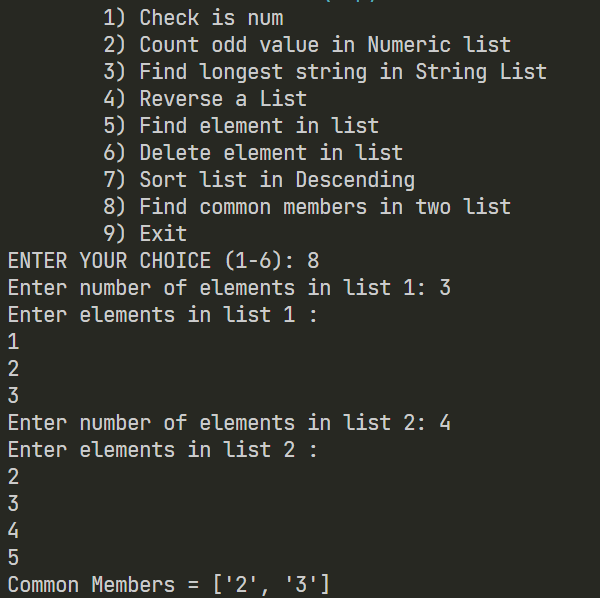 1) Check is num
2) Count odd value in Numeric list
3) Find longest string in String List
4) Reverse a List
5) Find element in list
6) Delete element in list
7) Sort list in Descending
8) Find common members in two list
9) Exit
ENTER YOUR CHOICE (1-6): 8
Enter number of elements in list 1: 3
Enter elements in list 1 :
1
2
3
Enter number of elements in list 2: 4
Enter elements in list 2 :
2
3
4
5
Common Members = ['2', '3']